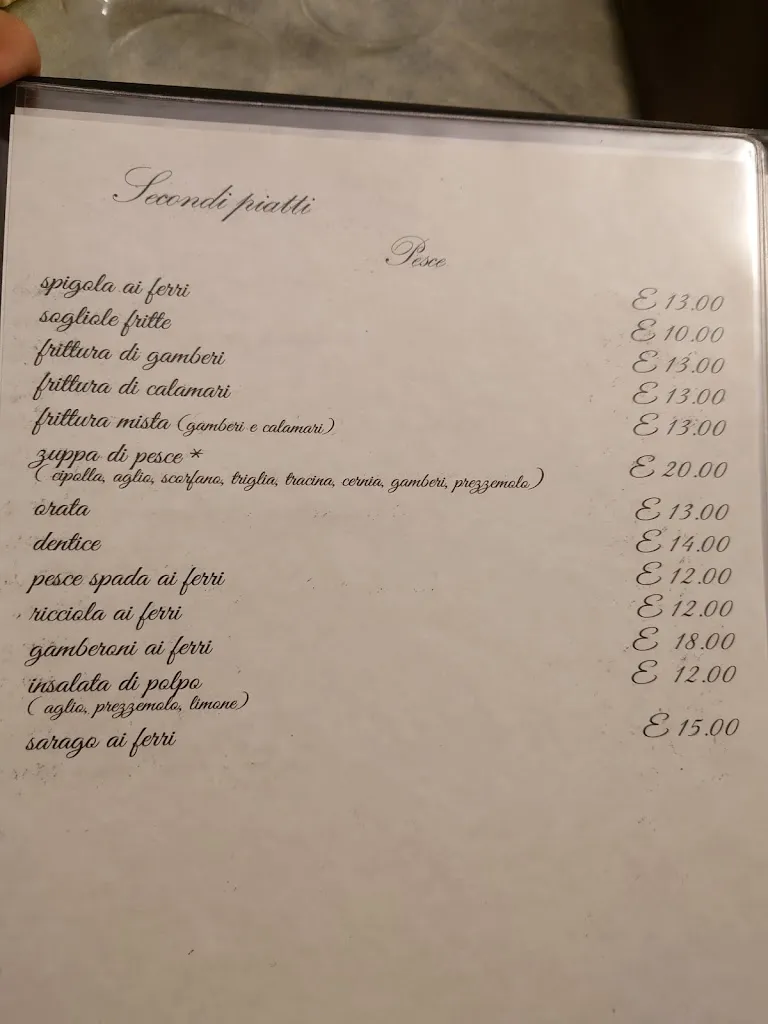 Secondi piatti
Pesce
spigola ai ferri E 13.00
sogliole fritte E 10.00
frittura di gamberi E 13.00
frittura di calamari E 13.00
frittura mista (gamberi e calamari) E 13.00
zuppa di pesce * E 20.00
( cipolla, aglio, scorfano, triglia, tracina, cernia, gamberi, prezzemolo)
orata E 13.00
dentice E 14.00
pesce spada ai ferri E 12.00
ricciola ai ferri E 12.00
gamberoni ai ferri E 18.00
insalata di polpo E 12.00
( aglio, prezzemolo, limone)
sarago ai ferri E 15.00